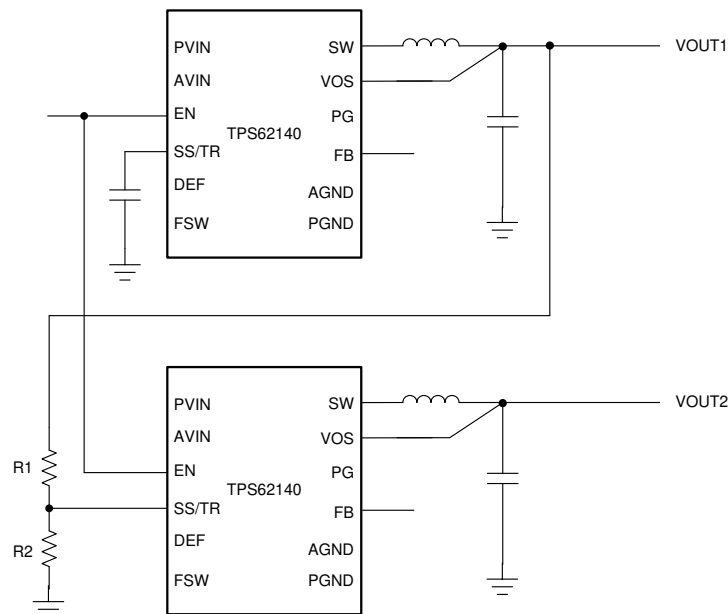 PVIN
AVIN
EN
SS/TR
DEF
FSW
TPS62140
SW
VOS
PG
FB
AGND
PGND
VOUT1
R1
R2
PVIN
AVIN
EN
SS/TR
DEF
FSW
TPS62140
SW
VOS
PG
FB
AGND
PGND
VOUT2